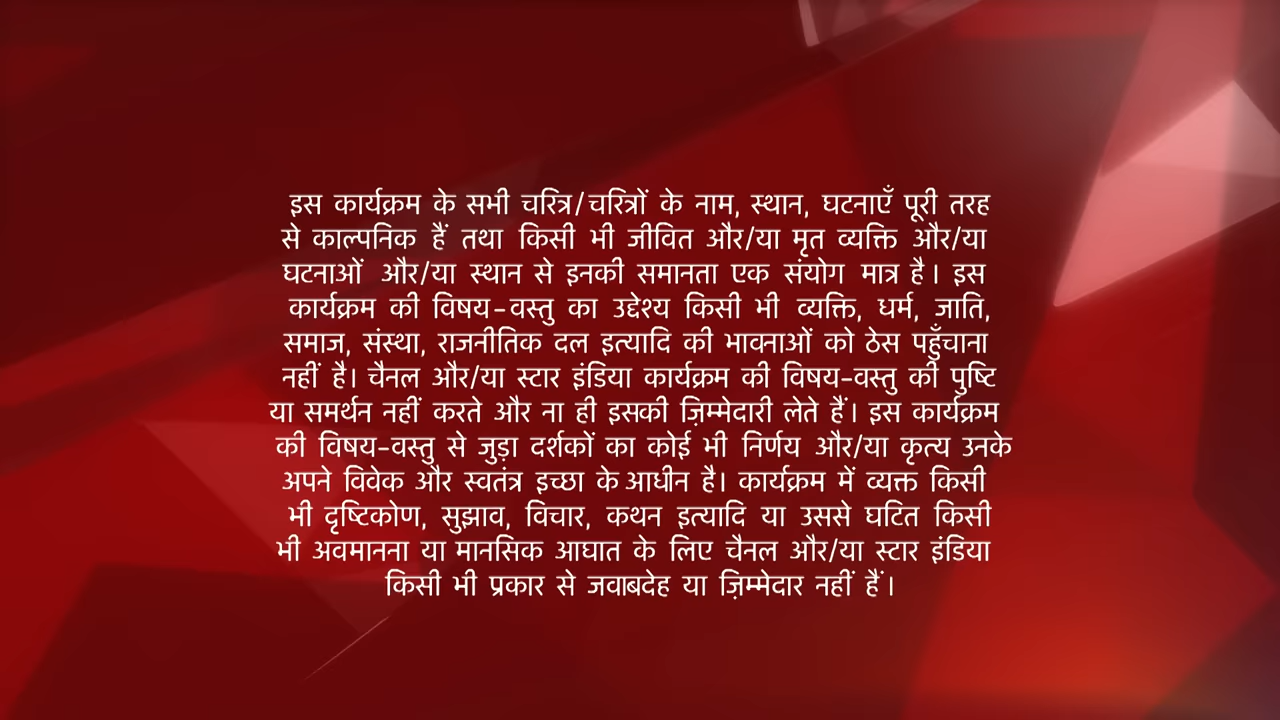 इस कार्यक्रम के सभी चरित्र/चरित्रों के नाम, स्थान, घटनाएँ पूरी तरह
से काल्पनिक हैं तथा किसी भी जीवित और/या मृत व्यक्ति और/या
घटनाओं और/या स्थान से इनकी समानता एक संयोग मात्र है। इस
कार्यक्रम की विषय-वस्तु का उद्देश्य किसी भी व्यक्ति, धर्म, जाति,
समाज, संस्था, राजनीतिक दल इत्यादि की भावनाओं को ठेस पहुँचाना
नहीं है। चैनल और/या स्टार इंडिया कार्यक्रम की विषय-वस्तु की पुष्टि
या समर्थन नहीं करते और ना ही इसकी ज़िम्मेदारी लेते हैं। इस कार्यक्रम
की विषय-वस्तु से जुड़ा दर्शकों का कोई भी निर्णय और/या कृत्य उनके
अपने विवेक और स्वतंत्र इच्छा के आधीन है। कार्यक्रम में व्यक्त किसी
भी दृष्टिकोण, सुझाव, विचार, कथन इत्यादि या उससे घटित किसी
भी अवमानना या मानसिक आघात के लिए चैनल और/या स्टार इंडिया
किसी भी प्रकार से जवाबदेह या ज़िम्मेदार नहीं हैं।